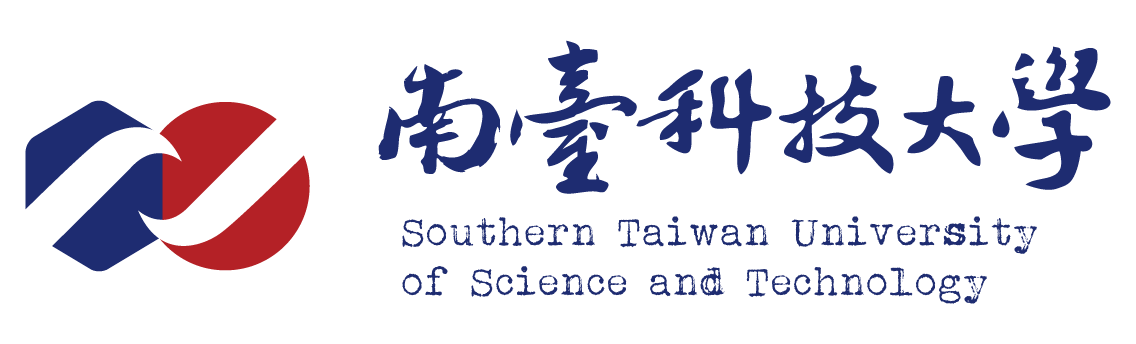 南臺科技大學
Southern Taiwan University
of Science and Technology